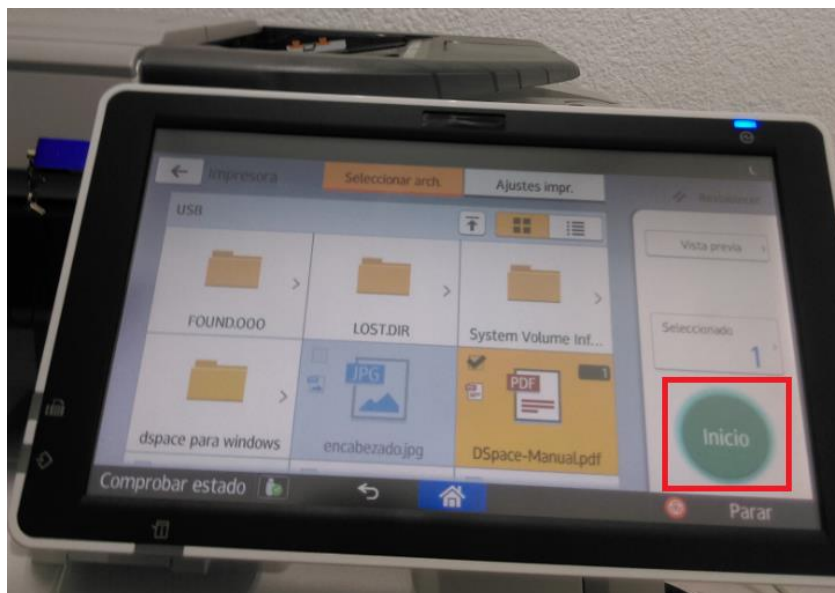 Impresora
Seleccionar arch.
Ajustes impr.
Restablecer
USB
Vista previa
FOUND.000
LOST.DIR
System Volume Inf...
Seleccionado
1
JPG
PDF
1
dspace para windows
encabezado.jpg
DSpace-Manual.pdf
Inicio
Comprobar estado
Parar